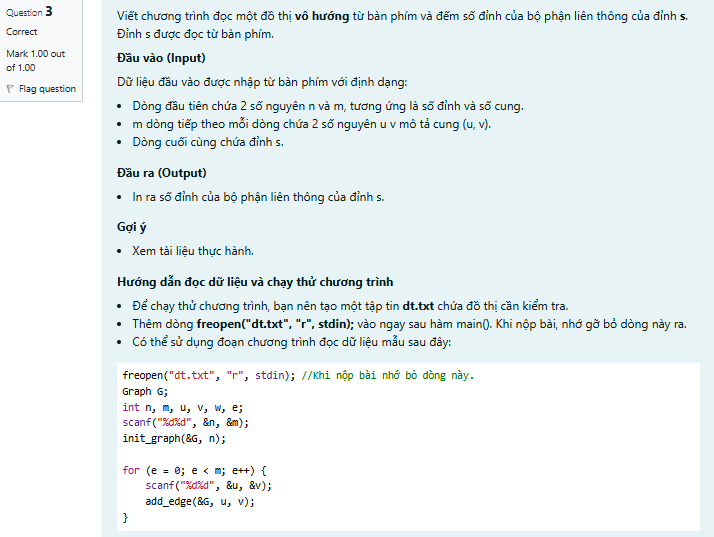 Question 3
Correct
Mark 1.00 out
of 1.00
Flag question
Viết chương trình đọc một đồ thị vô hướng từ bàn phím và đếm số đỉnh của bộ phận liên thông của đỉnh s.
Đỉnh s được đọc từ bàn phím.
Đầu vào (Input)
Dữ liệu đầu vào được nhập từ bàn phím với định dạng:
• Dòng đầu tiên chứa 2 số nguyên n và m, tương ứng là số đỉnh và số cung.
• m dòng tiếp theo mỗi dòng chứa 2 số nguyên u v mô tả cung (u, v).
• Dòng cuối cùng chứa đỉnh s.
Đầu ra (Output)
• In ra số đỉnh của bộ phận liên thông của đỉnh s.
Gợi ý
• Xem tài liệu thực hành.
Hướng dẫn đọc dữ liệu và chạy thử chương trình
• Để chạy thử chương trình, bạn nên tạo một tập tin dt.txt chứa đồ thị cần kiểm tra.
• Thêm dòng freopen("dt.txt", "r", stdin); vào ngay sau hàm main(). Khi nộp bài, nhớ gỡ bỏ dòng này ra.
• Có thể sử dụng đoạn chương trình đọc dữ liệu mẫu sau đây:
freopen("dt.txt", "r", stdin); //Khi nộp bài nhớ bỏ dòng này.
Graph G;
int n, m, u, v, w, e;
scanf("%d%d", &n, &m);
init_graph(&G, n);
for (e = 0; e < m; e++) {
scanf("%d%d", &u, &v);
add_edge(&G, u, v);
}